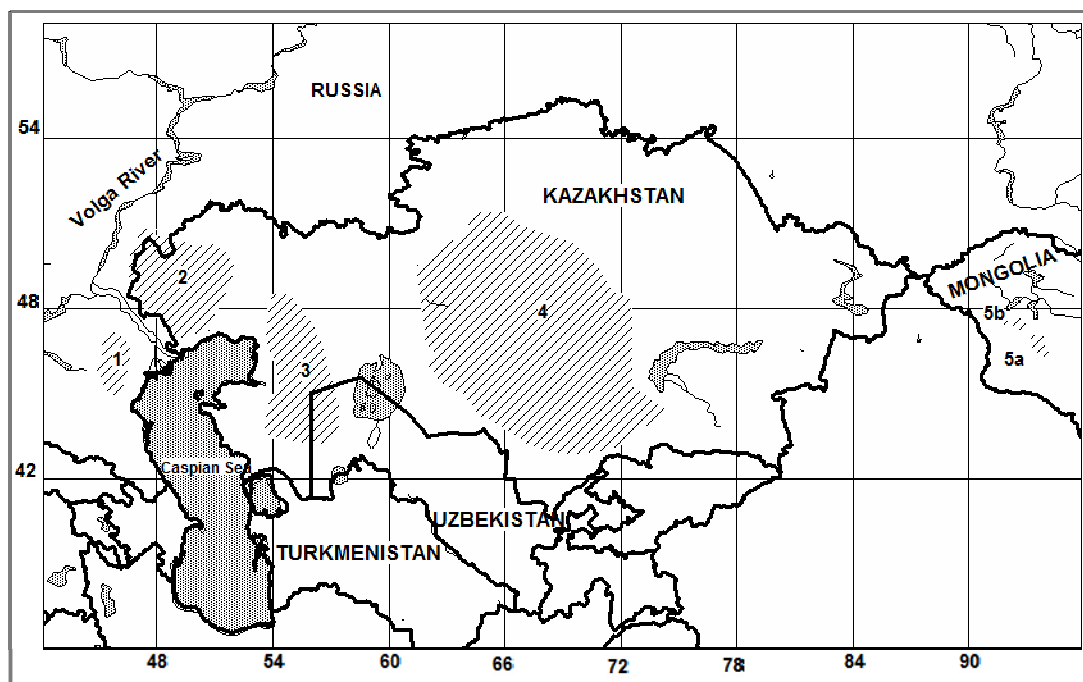 RUSSIA
54
Volga River
KAZAKHSTAN
2
MONGOLIA
48
4
5b
1
5a
3
42
Caspian Sea
UZBEKISTAN
TURKMENISTAN
48
54
60
66
72
78
84
90